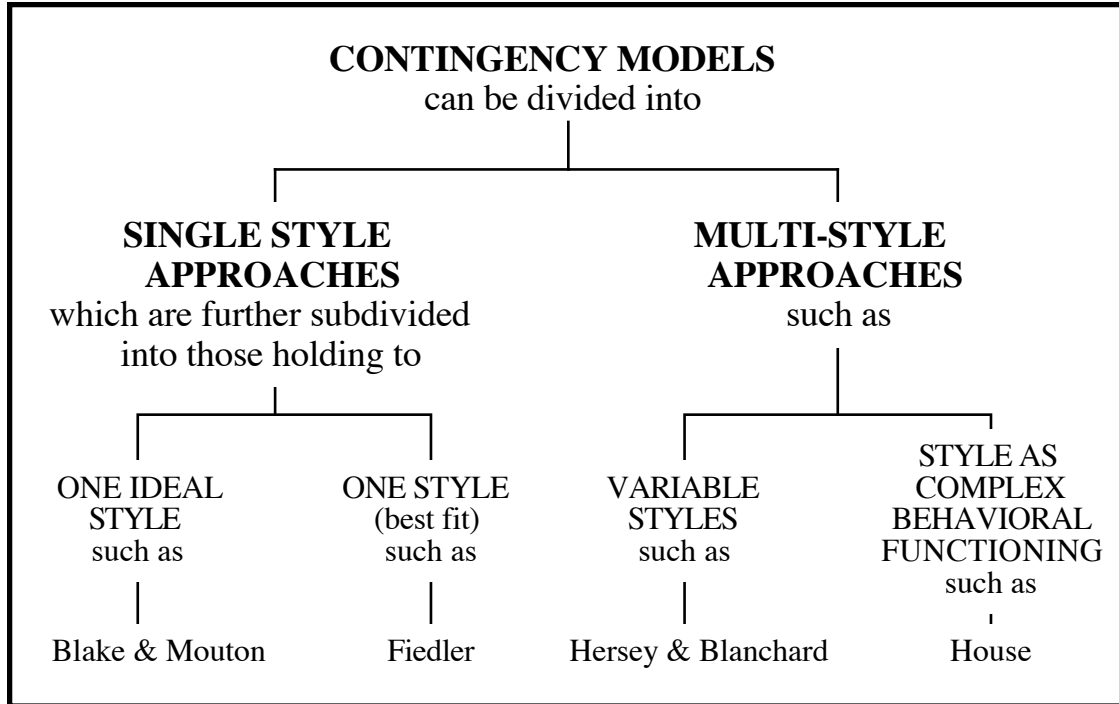 CONTINGENCY MODELS
can be divided into
SINGLE STYLE
APPROACHES
which are further subdivided
into those holding to
MULTI-STYLE
APPROACHES
such as
ONE IDEAL
STYLE
such as
ONE STYLE
(best fit)
such as
VARIABLE
STYLES
such as
STYLE AS
COMPLEX
BEHAVIORAL
FUNCTIONING
such as
Blake & Mouton
Fiedler
Hersey & Blanchard
House